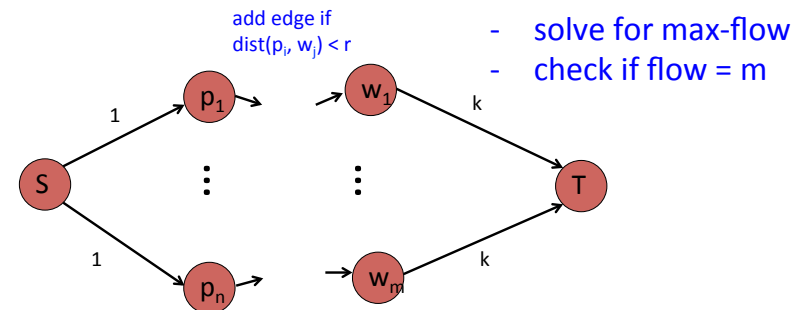 add edge if
dist(pᵢ, wⱼ) < r
- solve for max-flow
- check if flow = m
p₁
w₁
1
k
S
⋮
⋮
T
1
k
pₙ
wₘ